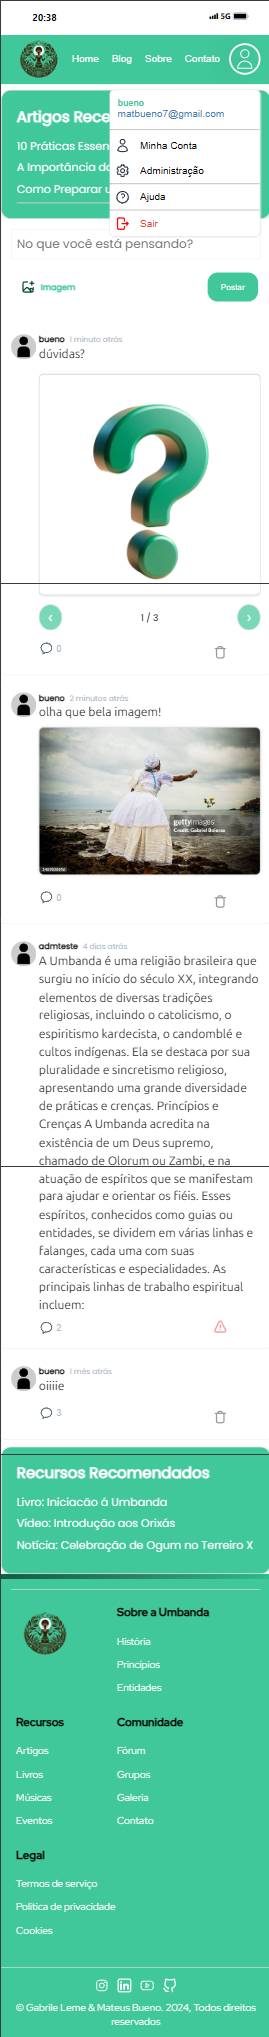 20:38
5G
Home Blog Sobre Contato
Artigos Rece
10 Práticas Essen
A Importância do
Como Preparar u
bueno
matbueno7@gmail.com
Minha Conta
Administração
Ajuda
Sair
No que você está pensando?
Imagem
Postar
bueno 1 minuto atrás
dúvidas?
1 / 3
0
bueno 2 minutos atrás
olha que bela imagem!
gettyimages
Credit: Gabriel Boieras
0
admteste 4 dias atrás
A Umbanda é uma religião brasileira que
surgiu no início do século XX, integrando
elementos de diversas tradições
religiosas, incluindo o catolicismo, o
espiritismo kardecista, o candomblé e
cultos indígenas. Ela se destaca por sua
pluralidade e sincretismo religioso,
apresentando uma grande diversidade
de práticas e crenças. Princípios e
Crenças A Umbanda acredita na
existência de um Deus supremo,
chamado de Olorum ou Zambi, e na
atuação de espíritos que se manifestam
para ajudar e orientar os fiéis. Esses
espíritos, conhecidos como guias ou
entidades, se dividem em várias linhas e
falanges, cada uma com suas
características e especialidades. As
principais linhas de trabalho espiritual
incluem:
2
bueno 1 mês atrás
oiiiie
3
Recursos Recomendados
Livro: Iniciacão á Umbanda
Vídeo: Introdução aos Orixás
Notícia: Celebração de Ogum no Terreiro X
Sobre a Umbanda
História
Princípios
Entidades
Recursos
Artigos
Livros
Músicas
Eventos
Comunidade
Fórum
Grupos
Galeria
Contato
Legal
Termos de serviço
Política de privacidade
Cookies
© Gabrile Leme & Mateus Bueno. 2024, Todos direitos
reservados